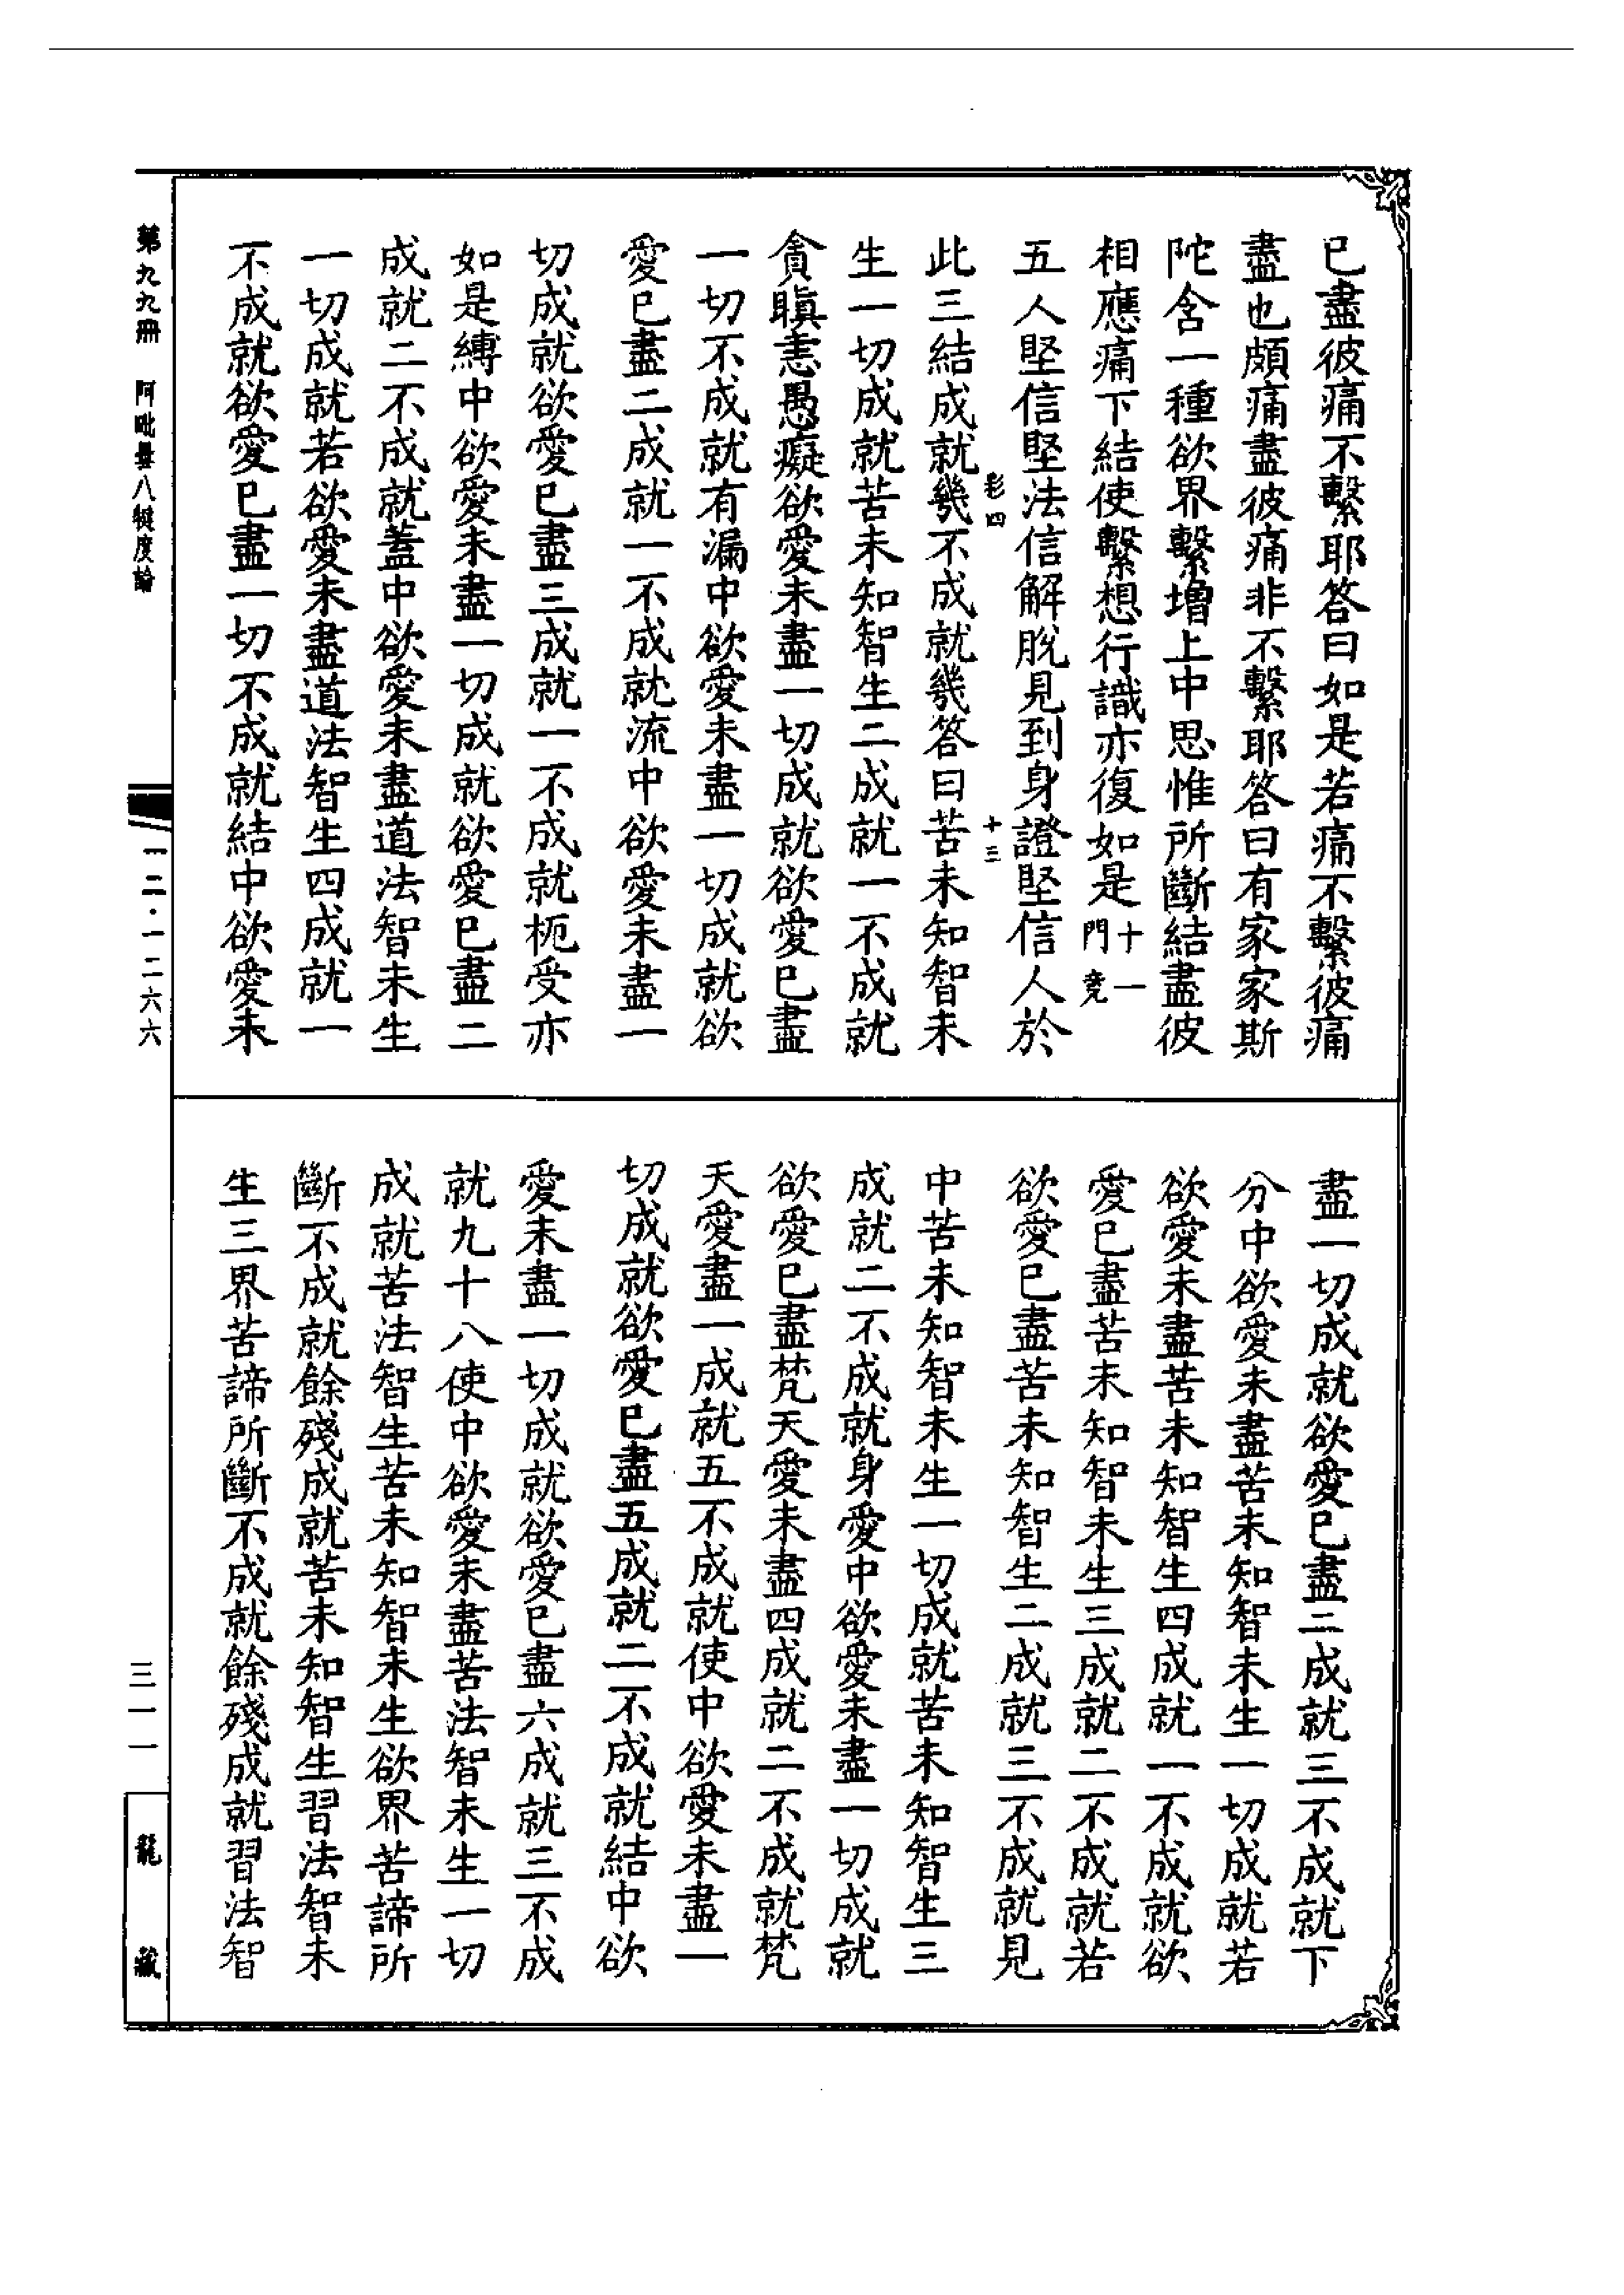 已盡彼痛不繫耶答曰如是若痛不繫彼痛
盡也頗痛盡彼痛非不繫耶答曰有家家斯
陀含一種欲界繫增上中思惟所斷結盡彼
相應痛下結使繫想行識亦復如是十一門竟
五人堅信堅法信解脫見到身證堅信人於
彩四
十三
此三結成就幾不成就幾答曰苦未知智未
生一切成就苦未知智生二成就一不成就
貪瞋恚愚癡欲愛未盡一切成就欲愛已盡
一切不成就有漏中欲愛未盡一切成就欲
愛已盡二成就一不成就流中欲愛未盡一
切成就欲愛已盡三成就一不成就枙受亦
如是縛中欲愛未盡一切成就欲愛已盡二
成就二不成就蓋中欲愛未盡道法智未生
一切成就若欲愛未盡道法智生四成就一
不成就欲愛已盡一切不成就結中欲愛未
盡一切成就欲愛已盡二成就三不成就下
分中欲愛未盡苦未知智未生一切成就若
欲愛未盡苦未知智生四成就一不成就欲
愛已盡苦未知智未生三成就二不成就若
欲愛已盡苦未知智生二成就三不成就見
中苦未知智未生一切成就苦未知智生三
成就二不成就身愛中欲愛未盡一切成就
欲愛已盡梵天愛未盡四成就二不成就梵
天愛盡一成就五不成就使中欲愛未盡一
切成就欲愛已盡五成就二不成就結中欲
愛未盡一切成就欲愛已盡六成就三不成
就九十八使中欲愛未盡苦法智未生一切
成就苦法智生苦未知智未生欲界苦諦所
斷不成就餘殘成就苦未知智生習法智未
生三界苦諦所斷不成就餘殘成就習法智
第九九冊　阿毗曇八犍度論
一二·一二六六
三一一
龍藏